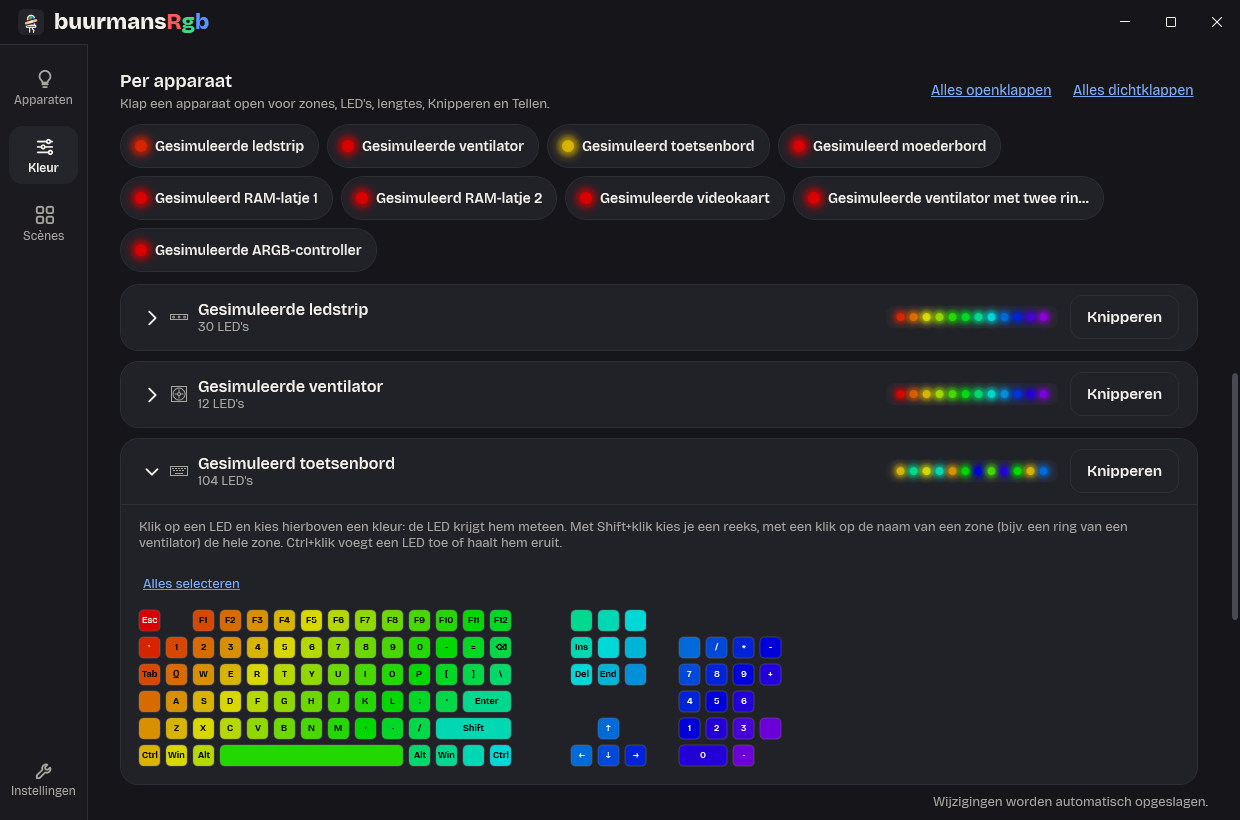 buurmansRgb
Apparaten
Kleur
Scènes
Instellingen
Per apparaat
Klap een apparaat open voor zones, LED's, lengtes, Knipperen en Tellen.
Alles openklappen Alles dichtklappen
Gesimuleerde ledstrip Gesimuleerde ventilator Gesimuleerd toetsenbord Gesimuleerd moederbord
Gesimuleerd RAM-latje 1 Gesimuleerd RAM-latje 2 Gesimuleerde videokaart Gesimuleerde ventilator met twee rin...
Gesimuleerde ARGB-controller
Gesimuleerde ledstrip
30 LED's
Knipperen
Gesimuleerde ventilator
12 LED's
Knipperen
Gesimuleerd toetsenbord
104 LED's
Knipperen
Klik op een LED en kies hierboven een kleur: de LED krijgt hem meteen. Met Shift+klik kies je een reeks, met een klik op de naam van een zone (bijv. een ring van een
ventilator) de hele zone. Ctrl+klik voegt een LED toe of haalt hem eruit.
Alles selecteren
Esc F1 F2 F3 F4 F5 F6 F7 F8 F9 F10 F11 F12
` 1 2 3 4 5 6 7 8 9 0 - = ⌫ Ins / * -
Tab Q W E R T Y U I O P [ ] \ Del End 7 8 9 +
A S D F G H J K L ; ' Enter 4 5 6
Z X C V B N M , . / Shift ↑ 1 2 3
Ctrl Win Alt Alt Win Ctrl ← ↓ → 0 .
Wijzigingen worden automatisch opgeslagen.